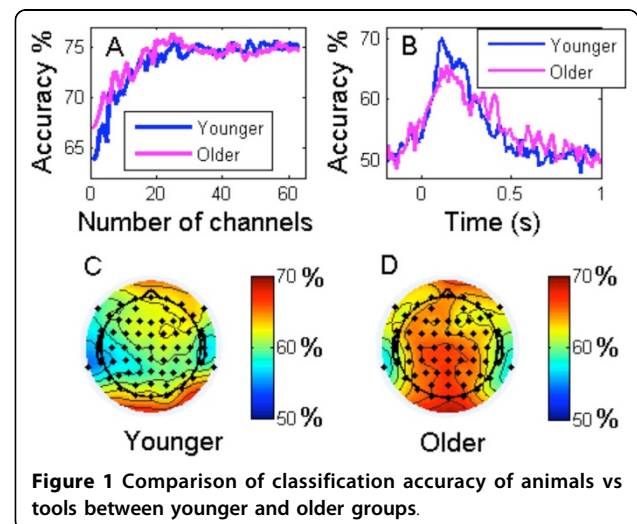 A
Accuracy %
75
70
65
Younger
Older
0 20 40 60
Number of channels
B
Accuracy %
70
60
50
Younger
Older
0 0.5 1
Time (s)
C
70 %
60 %
50 %
Younger
D
70 %
60 %
50 %
Older
Figure 1 Comparison of classification accuracy of animals vs
tools between younger and older groups.